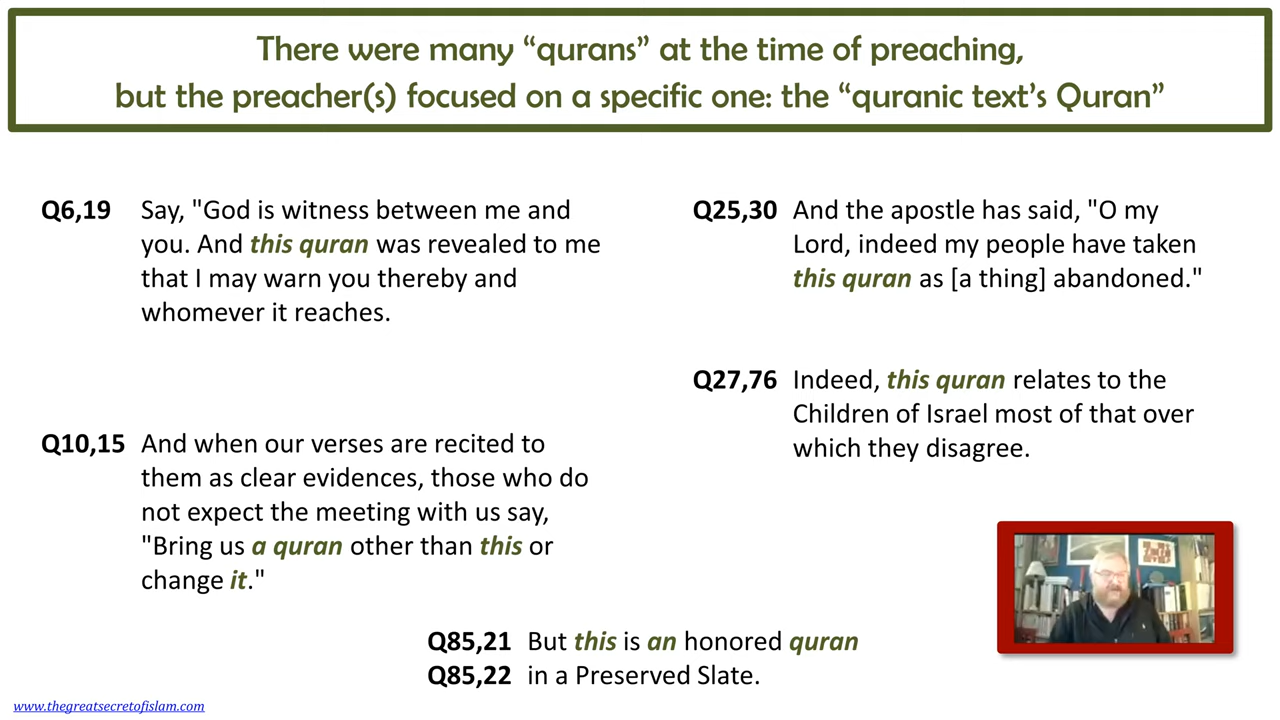 There were many “qurans” at the time of preaching,
but the preacher(s) focused on a specific one: the “quranic text’s Quran”
Q6,19 Say, "God is witness between me and
you. And this quran was revealed to me
that I may warn you thereby and
whomever it reaches.
Q10,15 And when our verses are recited to
them as clear evidences, those who do
not expect the meeting with us say,
"Bring us a quran other than this or
change it."
Q25,30 And the apostle has said, "O my
Lord, indeed my people have taken
this quran as [a thing] abandoned."
Q27,76 Indeed, this quran relates to the
Children of Israel most of that over
which they disagree.
Q85,21 But this is an honored quran
Q85,22 in a Preserved Slate.
www.thegreatsecretofislam.com